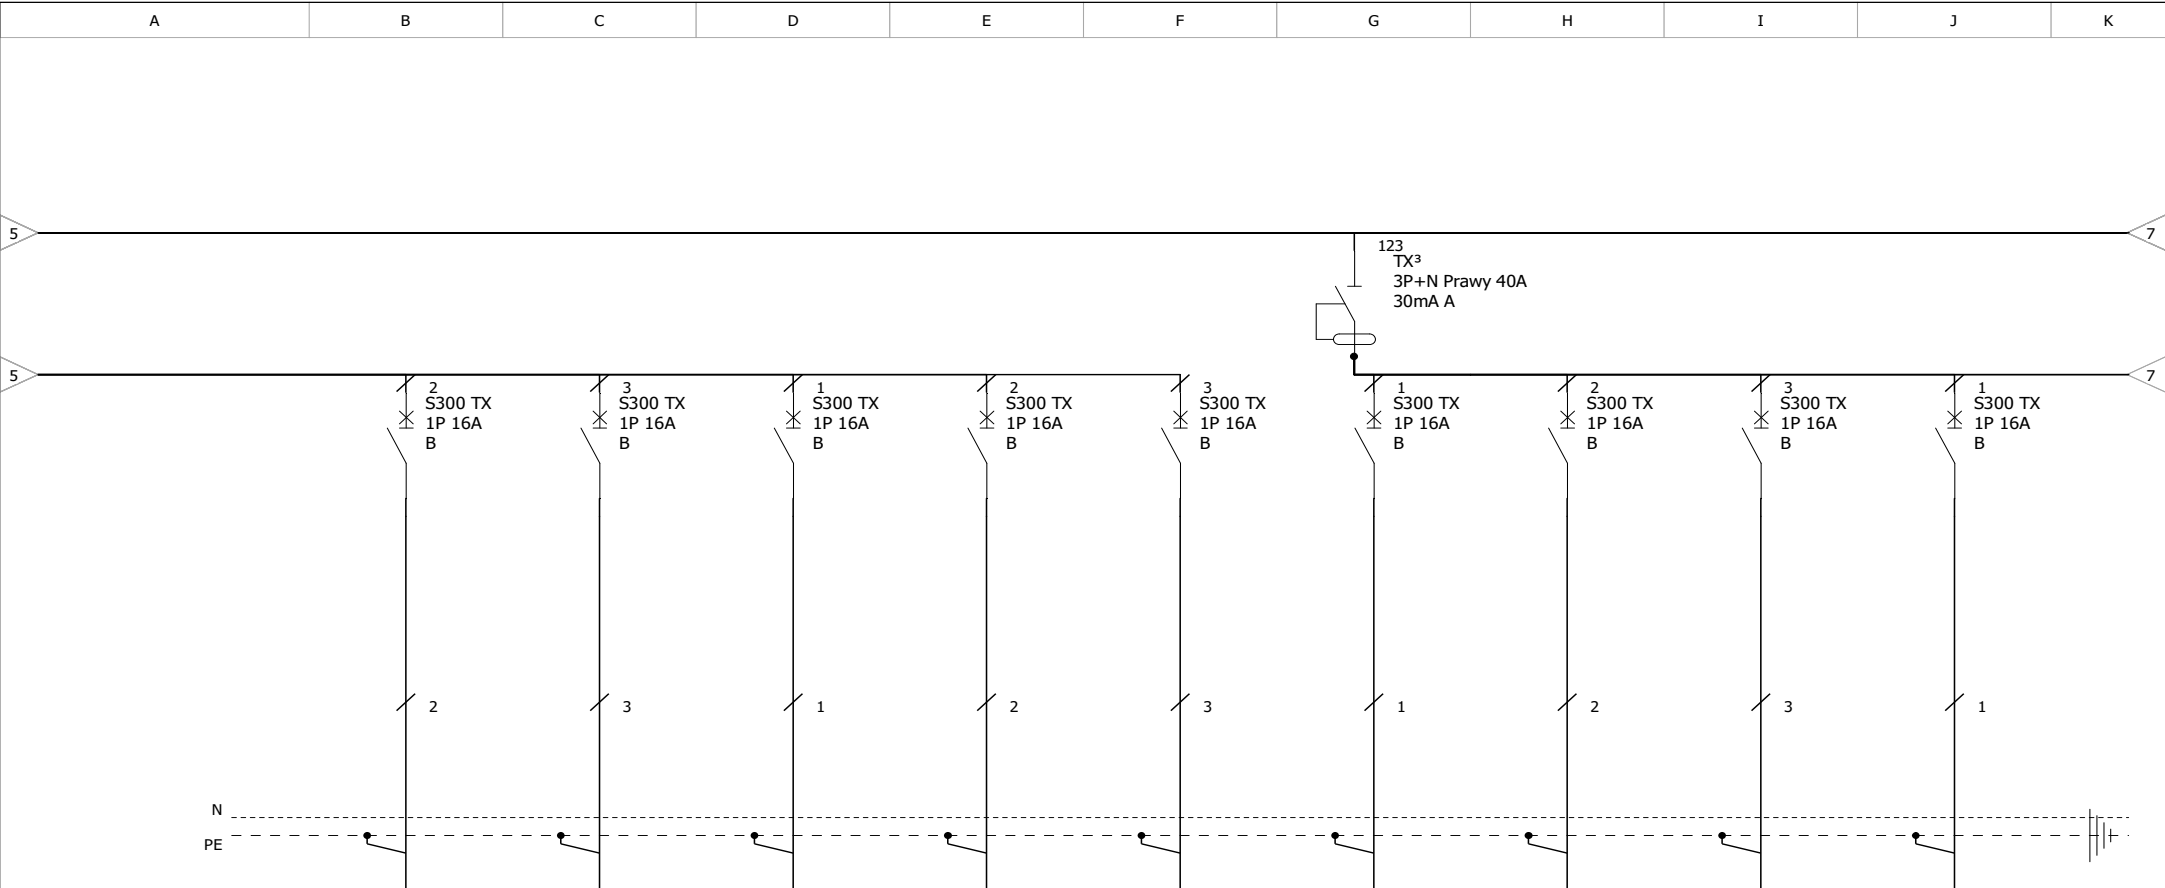 A B C D E F G H I J K
5 7
123
TX³
3P+N Prawy 40A
30mA A
5 7
2 3 1 2 3 1 2 3 1
S300 TX S300 TX S300 TX S300 TX S300 TX S300 TX S300 TX S300 TX S300 TX
1P 16A 1P 16A 1P 16A 1P 16A 1P 16A 1P 16A 1P 16A 1P 16A 1P 16A
B B B B B B B B B
2 3 1 2 3 1 2 3 1
N
PE